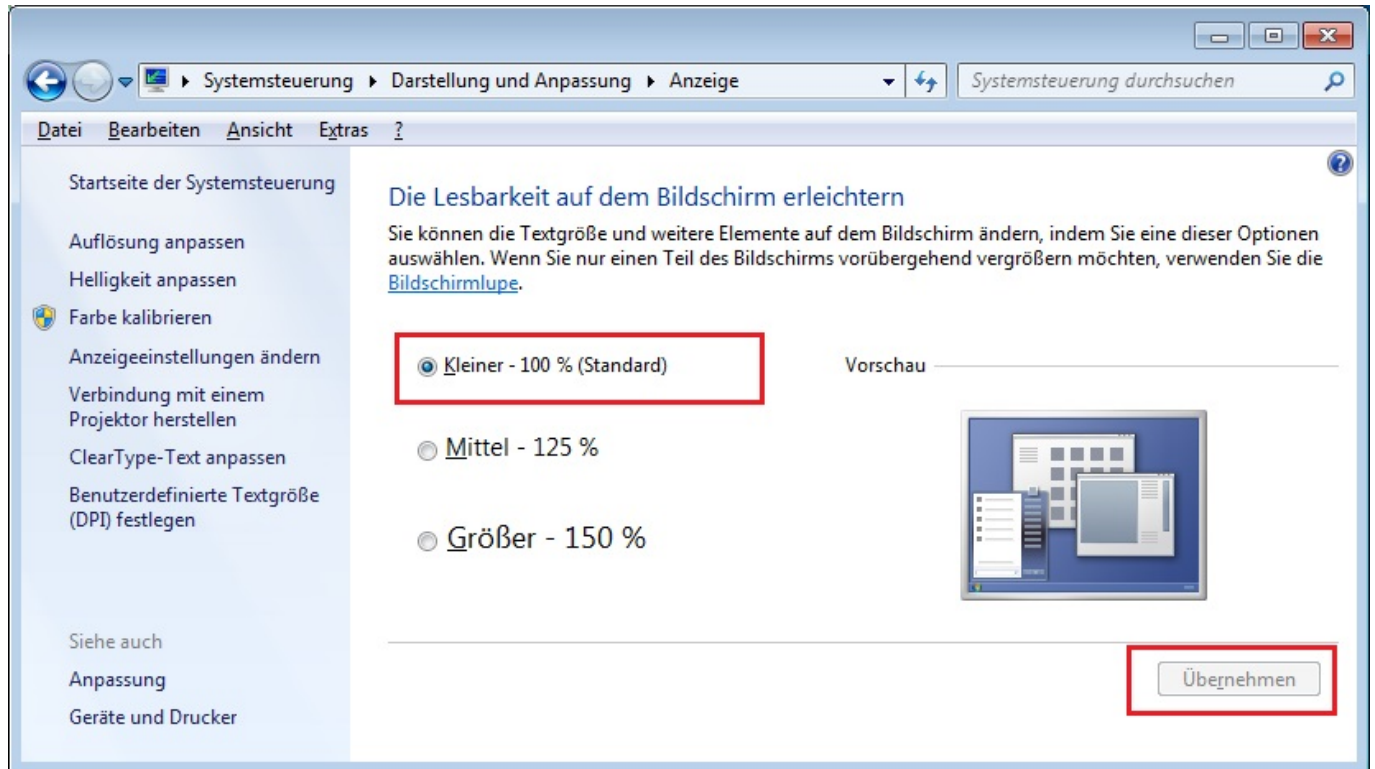 Systemsteuerung ▸ Darstellung und Anpassung ▸ Anzeige
Systemsteuerung durchsuchen
Datei Bearbeiten Ansicht Extras ?
Startseite der Systemsteuerung
Auflösung anpassen
Helligkeit anpassen
Farbe kalibrieren
Anzeigeeinstellungen ändern
Verbindung mit einem
Projektor herstellen
ClearType-Text anpassen
Benutzerdefinierte Textgröße
(DPI) festlegen
Siehe auch
Anpassung
Geräte und Drucker
Die Lesbarkeit auf dem Bildschirm erleichtern
Sie können die Textgröße und weitere Elemente auf dem Bildschirm ändern, indem Sie eine dieser Optionen
auswählen. Wenn Sie nur einen Teil des Bildschirms vorübergehend vergrößern möchten, verwenden Sie die
Bildschirmlupe.
Kleiner - 100 % (Standard)
Mittel - 125 %
Größer - 150 %
Vorschau
Übernehmen